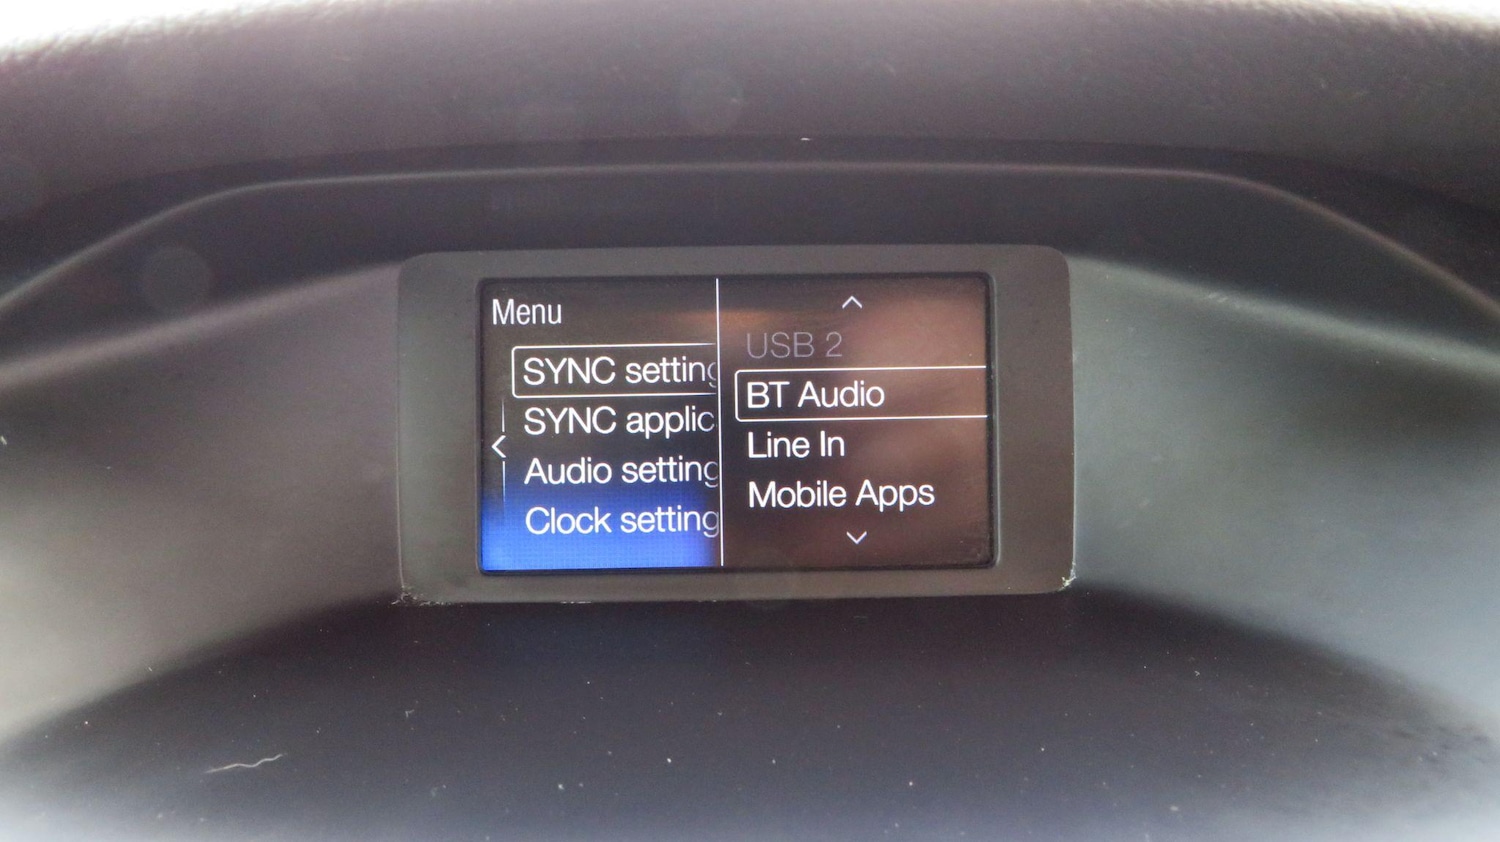 Menu
SYNC setting
SYNC applic
Audio setting
Clock setting
USB 2
BT Audio
Line In
Mobile Apps